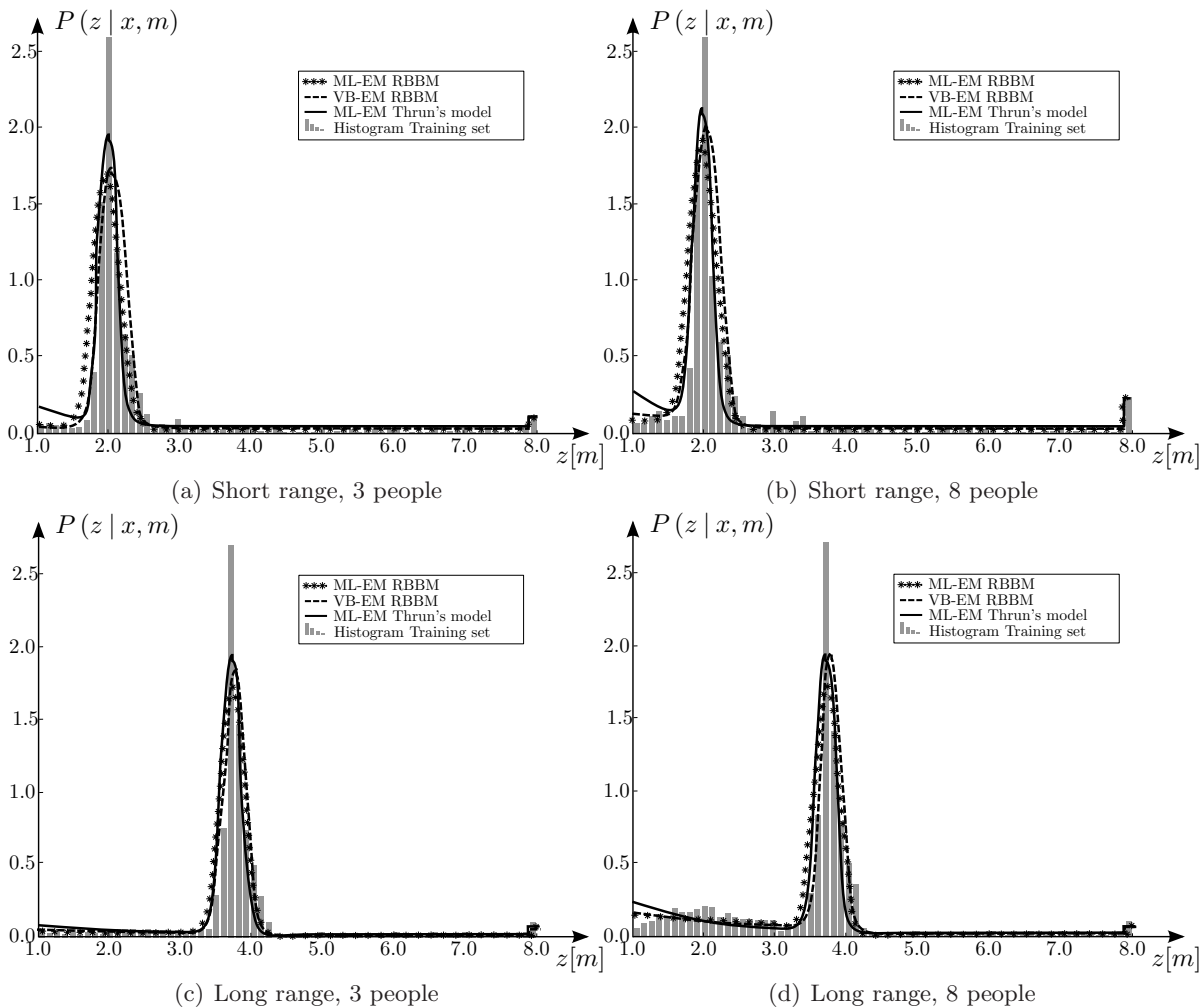 P (z | x, m)
2.5
2.0
1.5
1.0
0.5
0.0
ML-EM RBBM
VB-EM RBBM
ML-EM Thrun's model
Histogram Training set
1.0 2.0 3.0 4.0 5.0 6.0 7.0 8.0
z[m]
(a) Short range, 3 people
P (z | x, m)
2.5
2.0
1.5
1.0
0.5
0.0
ML-EM RBBM
VB-EM RBBM
ML-EM Thrun's model
Histogram Training set
1.0 2.0 3.0 4.0 5.0 6.0 7.0 8.0
z[m]
(b) Short range, 8 people
P (z | x, m)
2.5
2.0
1.5
1.0
0.5
0.0
ML-EM RBBM
VB-EM RBBM
ML-EM Thrun's model
Histogram Training set
1.0 2.0 3.0 4.0 5.0 6.0 7.0 8.0
z[m]
(c) Long range, 3 people
P (z | x, m)
2.5
2.0
1.5
1.0
0.5
0.0
ML-EM RBBM
VB-EM RBBM
ML-EM Thrun's model
Histogram Training set
1.0 2.0 3.0 4.0 5.0 6.0 7.0 8.0
z[m]
(d) Long range, 8 people